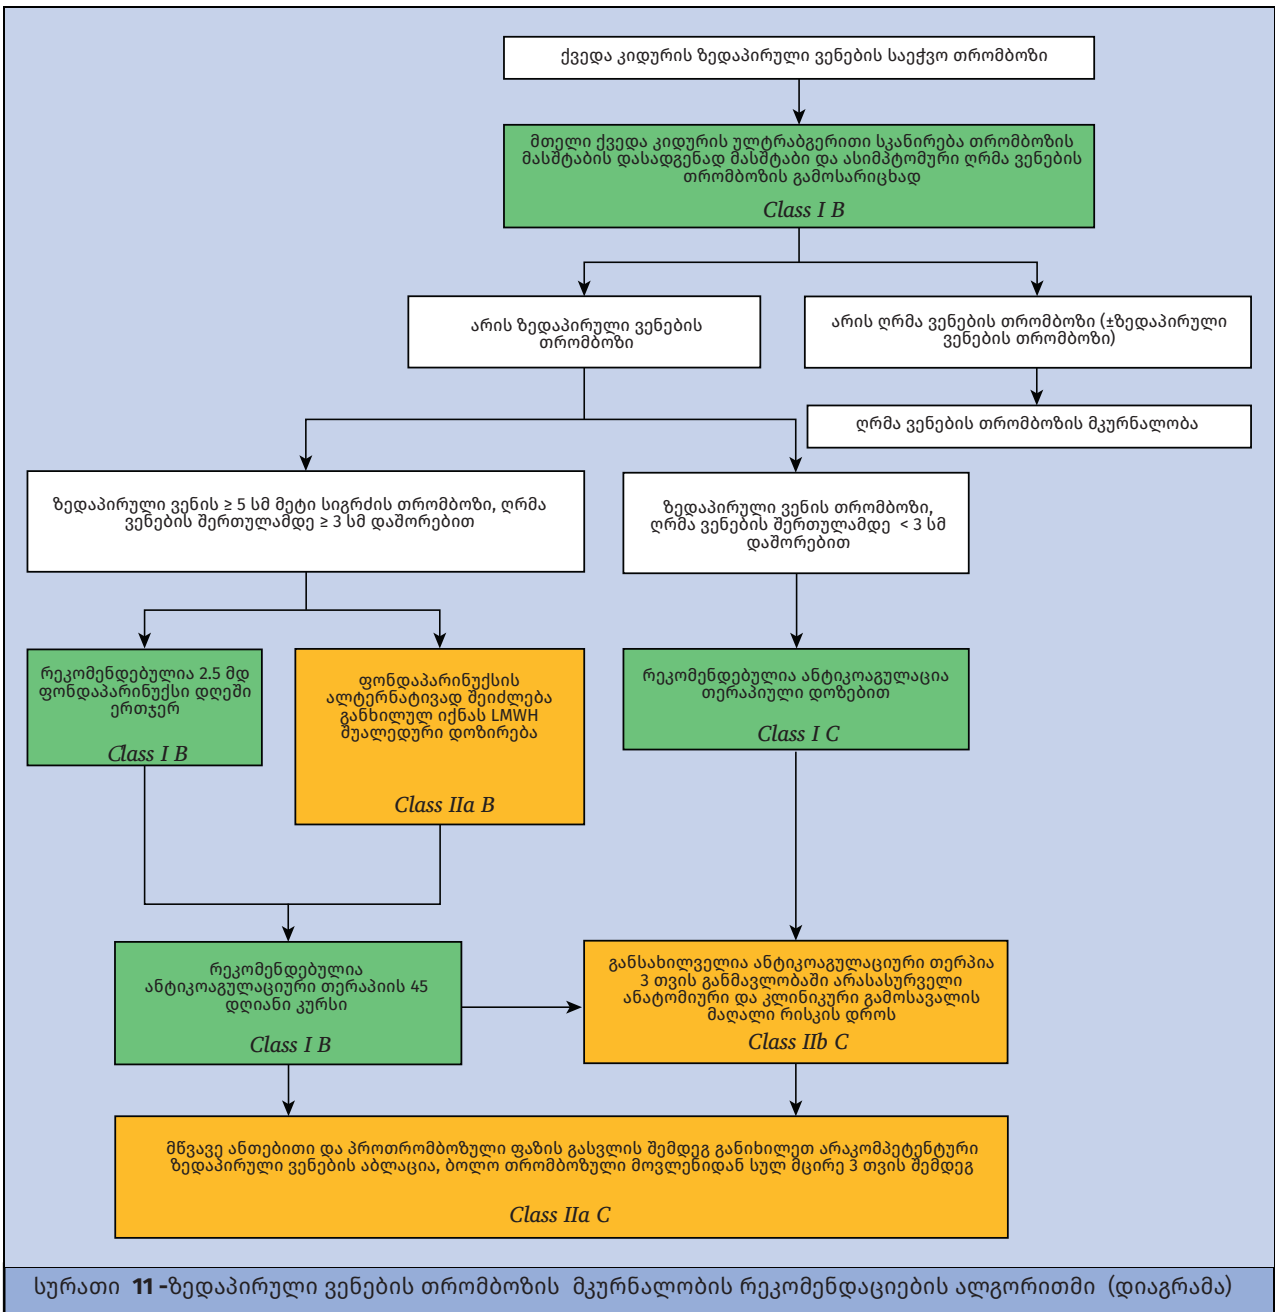 ქვედა კიდურის ზედაპირული ვენების საეჭვო თრომბოზი
მთელი ქვედა კიდურის ულტრაბგერითი სკანირება თრომბოზის
მასშტაბის დასადგენად მასშტაბი და ასიმპტომური ღრმა ვენების
თრომბოზის გამოსარიცხად
Class I B
არის ზედაპირული ვენების
თრომბოზი
არის ღრმა ვენების თრომბოზი (±ზედაპირული
ვენების თრომბოზი)
ღრმა ვენების თრომბოზის მკურნალობა
ზედაპირული ვენის ≥ 5 სმ მეტი სიგრძის თრომბოზი, ღრმა
ვენების შერთულამდე ≥ 3 სმ დაშორებით
ზედაპირული ვენის თრომბოზი,
ღრმა ვენების შერთულამდე < 3 სმ
დაშორებით
რეკომენდებულია 2.5 მდ
ფონდაპარინუქსი დღეში
ერთჯერ
Class I B
ფონდაპარინუქსის
ალტერნატივად შეიძლება
განხილულ იქნას LMWH
შუალედური დოზირება
Class IIa B
რეკომენდებულია ანტიკოაგულაცია
თერაპიული დოზებით
Class I C
რეკომენდებულია
ანტიკოაგულაციური თერაპიის 45
დღიანი კურსი
Class I B
განსახილველია ანტიკოაგულაციური თერპია
3 თვის განმავლობაში არასასურველი
ანატომიური და კლინიკური გამოსავალის
მაღალი რისკის დროს
Class IIb C
მწვავე ანთებითი და პროთრომბოზული ფაზის გასვლის შემდეგ განიხილეთ არაკომპეტენტური
ზედაპირული ვენების აბლაცია, ბოლო თრომბოზული მოვლენიდან სულ მცირე 3 თვის შემდეგ
Class IIa C
სურათი 11 -ზედაპირული ვენების თრომბოზის მკურნალობის რეკომენდაციების ალგორითმი (დიაგრამა)